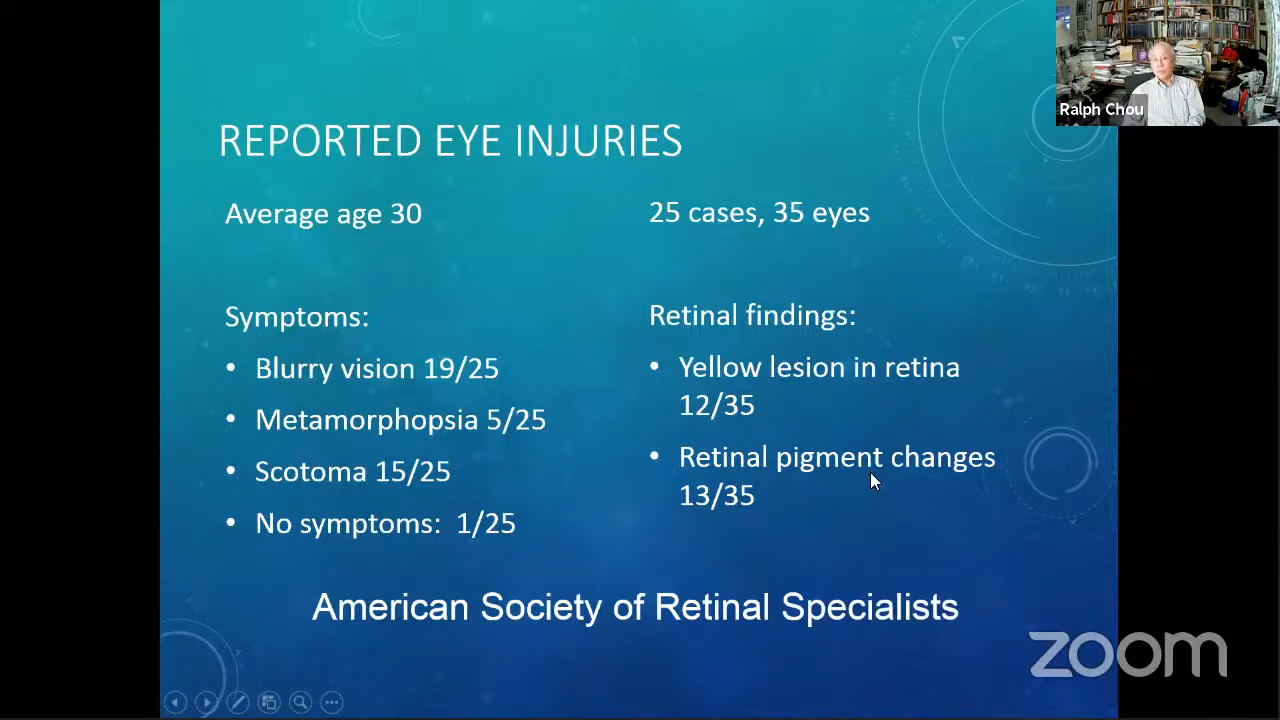 Ralph Chou
REPORTED EYE INJURIES
Average age 30
Symptoms:
• Blurry vision 19/25
• Metamorphopsia 5/25
• Scotoma 15/25
• No symptoms:  1/25
25 cases, 35 eyes
Retinal findings:
• Yellow lesion in retina
12/35
• Retinal pigment changes
13/35
American Society of Retinal Specialists
zoom